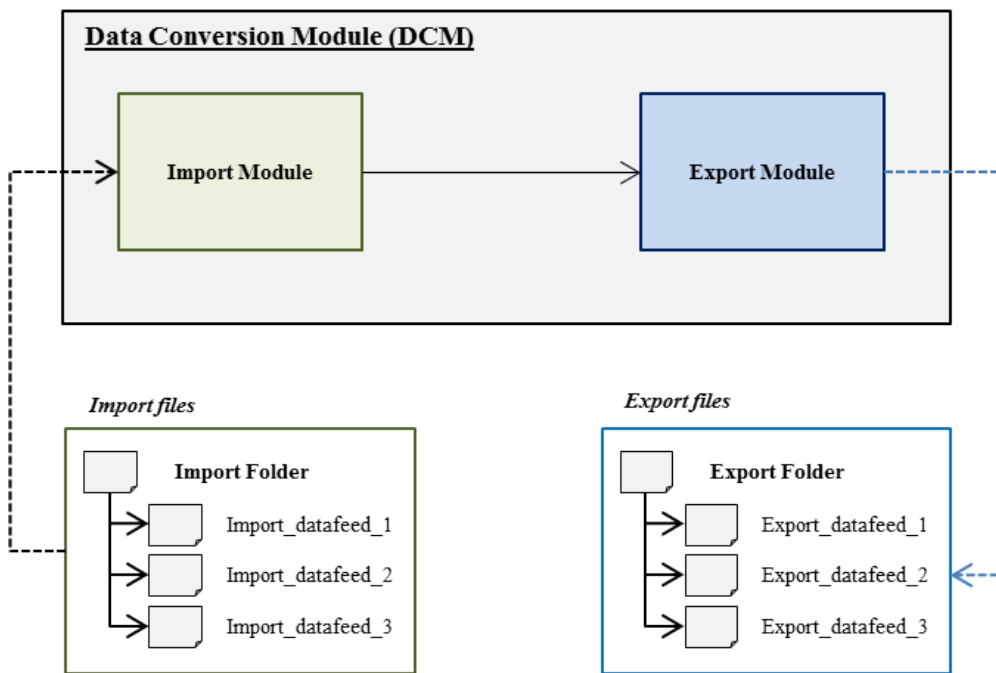 Data Conversion Module (DCM)
Import Module
Export Module
Import files
Import Folder
Import_datafeed_1
Import_datafeed_2
Import_datafeed_3
Export files
Export Folder
Export_datafeed_1
Export_datafeed_2
Export_datafeed_3